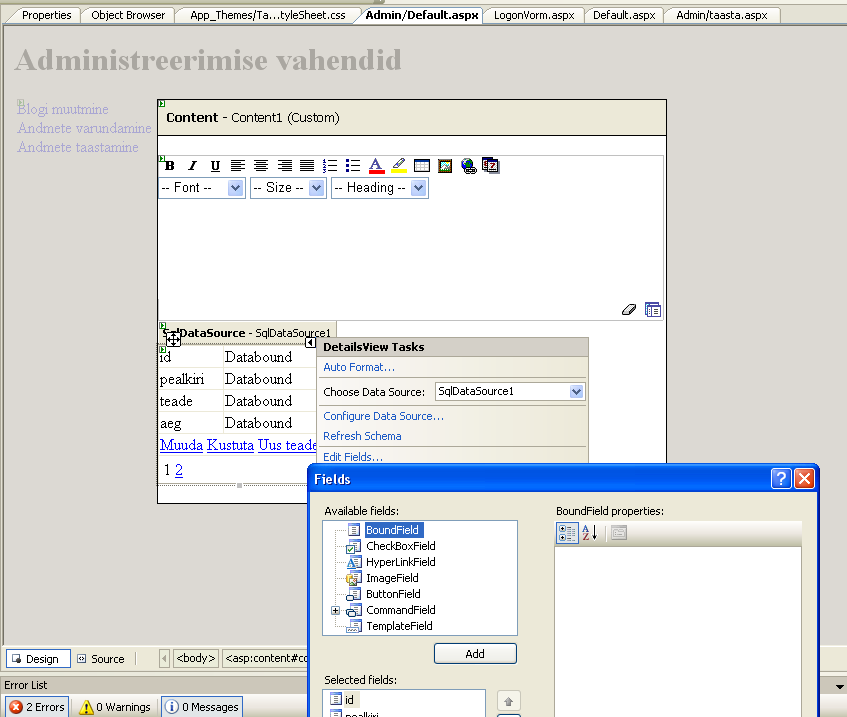 Properties Object Browser App_Themes/Ta...tyleSheet.css Admin/Default.aspx LogonVorm.aspx Default.aspx Admin/taasta.aspx
Administreerimise vahendid
Blogi muutmine
Andmete varundamine
Andmete taastamine
Content - Content1 (Custom)
B I U
-- Font -- -- Size -- -- Heading --
SqlDataSource - SqlDataSource1
id Databound
pealkiri Databound
teade Databound
aeg Databound
Muuda Kustuta Uus teade
1 2
DetailsView Tasks
Auto Format...
Choose Data Source: SqlDataSource1
Configure Data Source...
Refresh Schema
Edit Fields...
Fields
Available fields:
BoundField
CheckBoxField
HyperLinkField
ImageField
ButtonField
CommandField
TemplateField
Add
Selected fields:
id
pealkiri
BoundField properties:
Design Source <body> <asp:content#co
Error List
2 Errors 0 Warnings 0 Messages